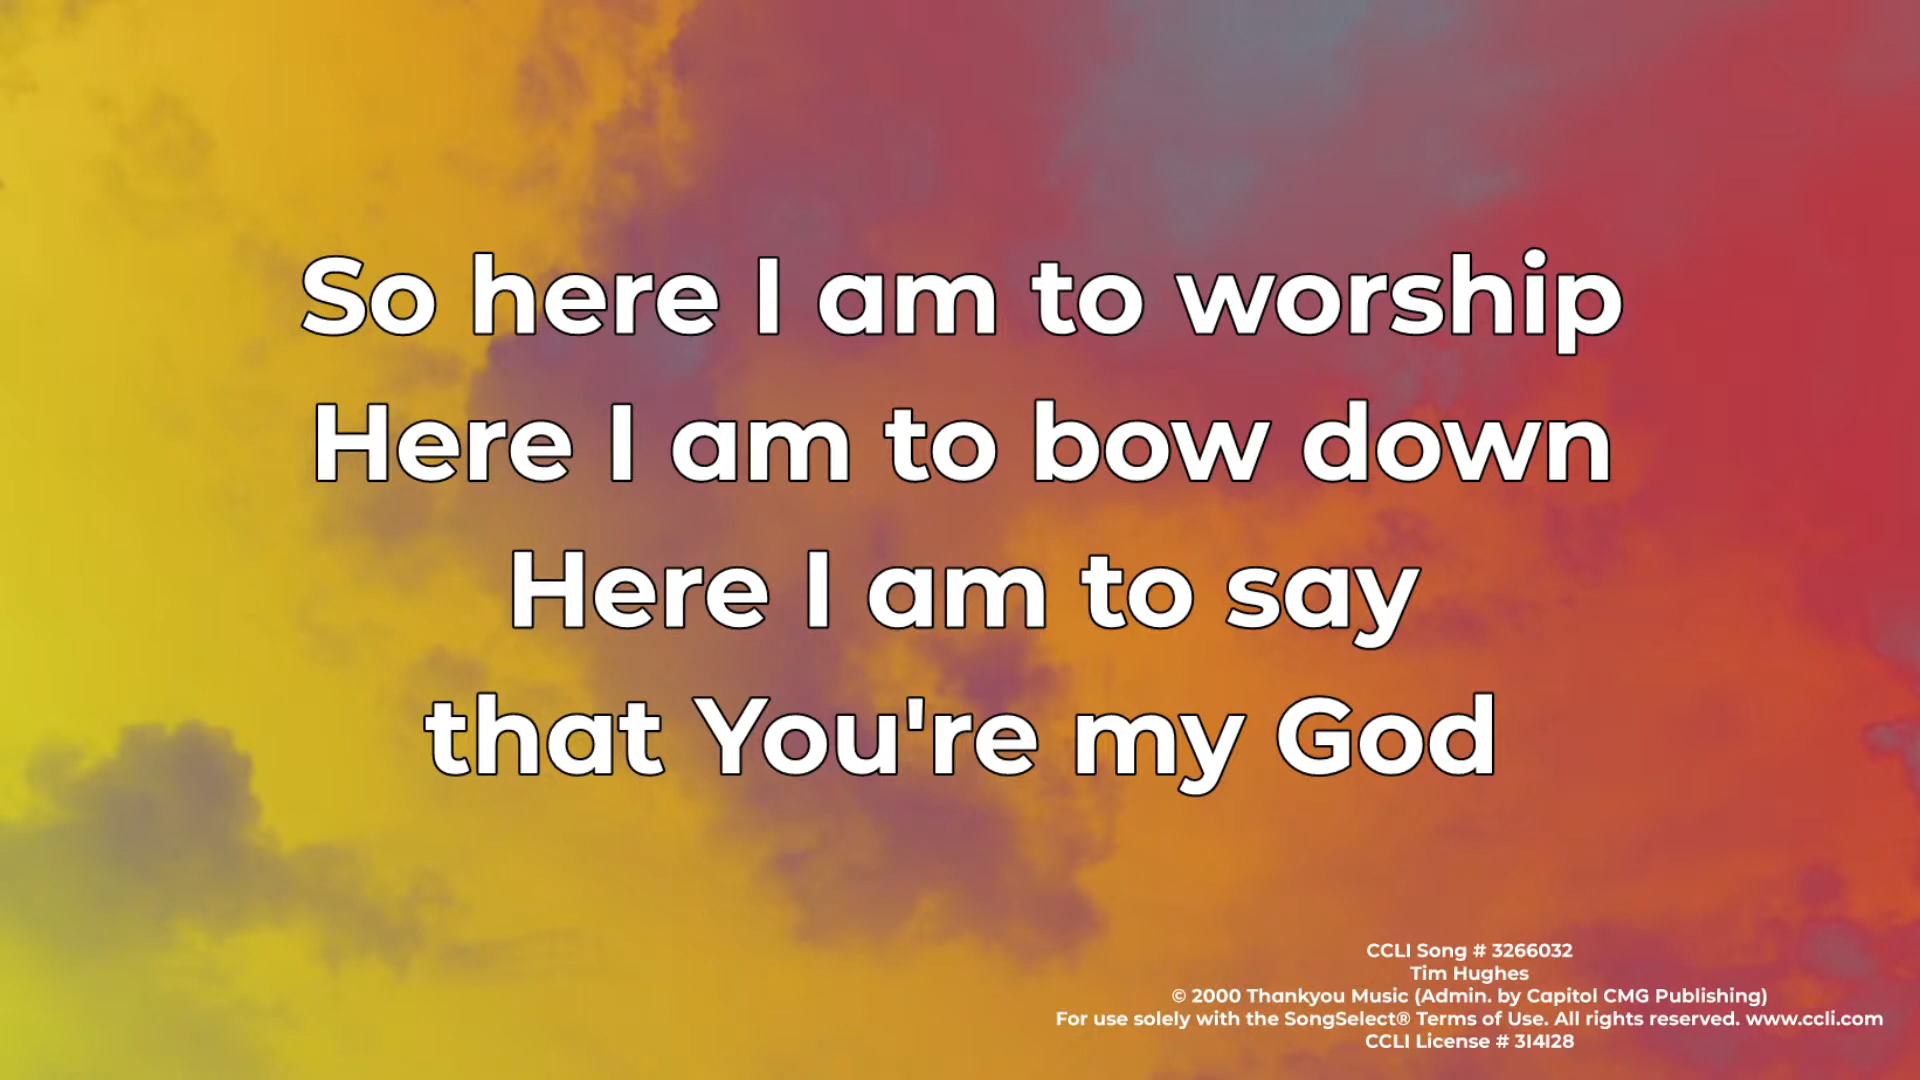 So here I am to worship
Here I am to bow down
Here I am to say
that You're my God
CCLI Song # 3266032
Tim Hughes
© 2000 Thankyou Music (Admin. by Capitol CMG Publishing)
For use solely with the SongSelect® Terms of Use. All rights reserved. www.ccli.com
CCLI License # 314128